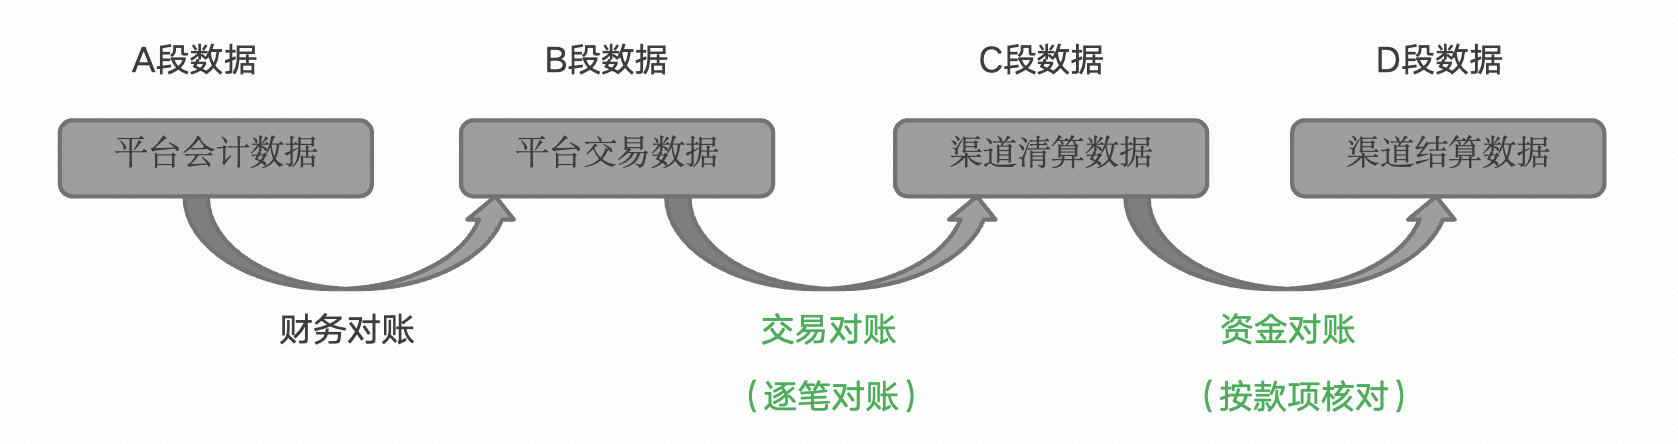 A段数据
B段数据
C段数据
D段数据
平台会计数据
平台交易数据
渠道清算数据
渠道结算数据
财务对账
交易对账
资金对账
（逐笔对账）
（按款项核对）